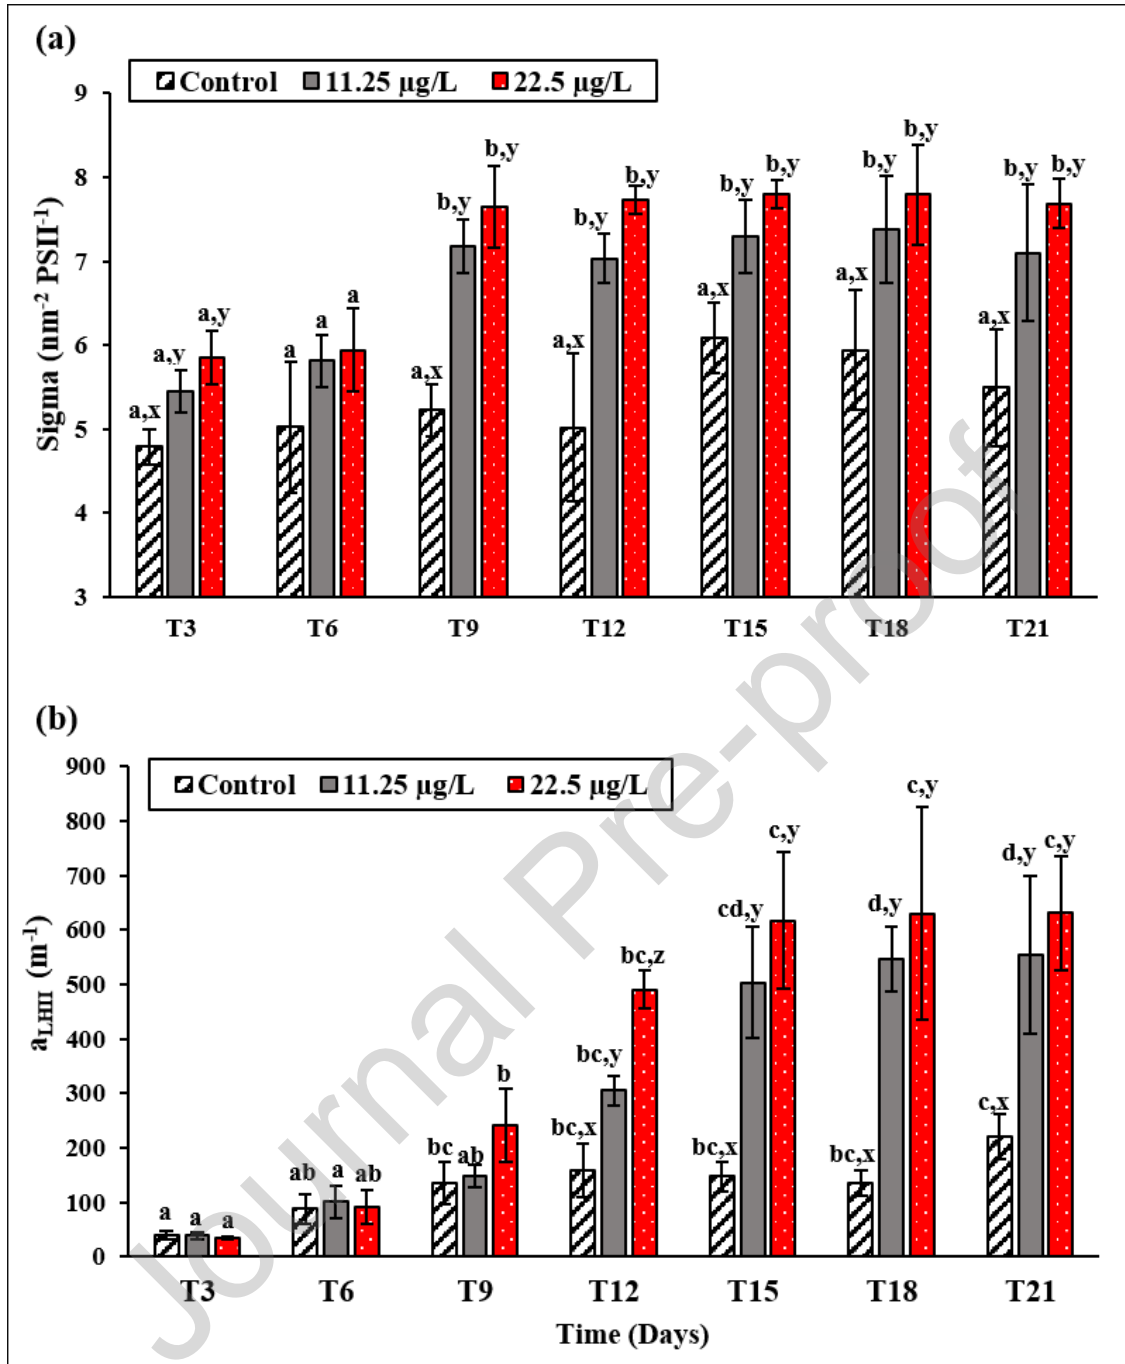 (a)
Control 11.25 µg/L 22.5 µg/L
9
8
7
6
5
4
3
Sigma (nm⁻² PSII⁻¹)
a,x a,y a,y
a a a
a,x b,y b,y
a,x b,y b,y
a,x b,y b,y
a,x b,y b,y
a,x b,y b,y
T3 T6 T9 T12 T15 T18 T21
(b)
Control 11.25 µg/L 22.5 µg/L
900
800
700
600
500
400
300
200
100
0
a_LHII (m⁻¹)
a a a
ab a ab
bc ab b
bc,x bc,y bc,z
bc,x cd,y c,y
bc,x d,y c,y
c,x d,y c,y
T3 T6 T9 T12 T15 T18 T21
Time (Days)
Journal Pre-proof